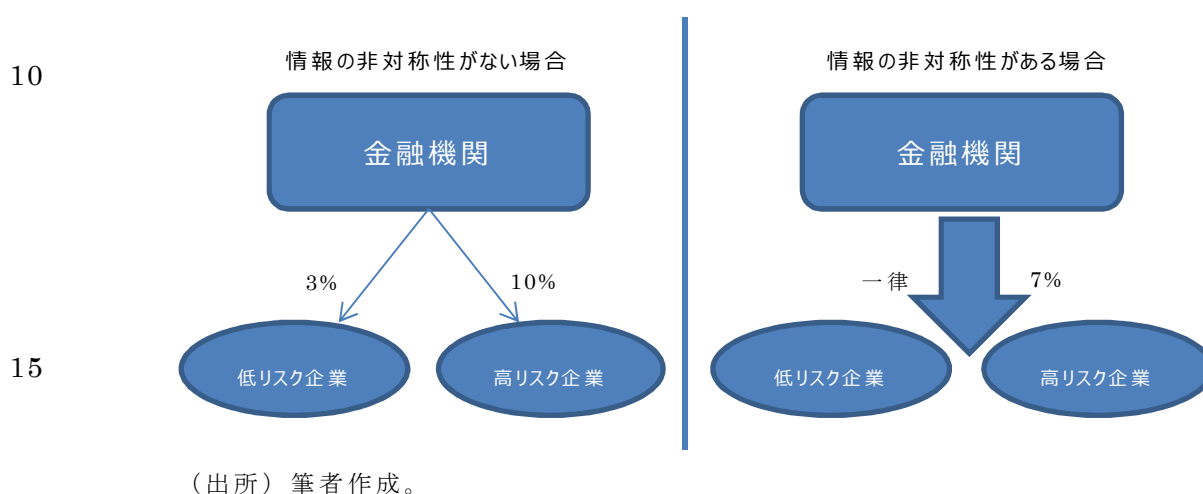 10
情報の非対称性がない場合
金融機関
3%
10%
低リスク企業
高リスク企業
情報の非対称性がある場合
金融機関
一律
7%
低リスク企業
高リスク企業
15
(出所)筆者作成。